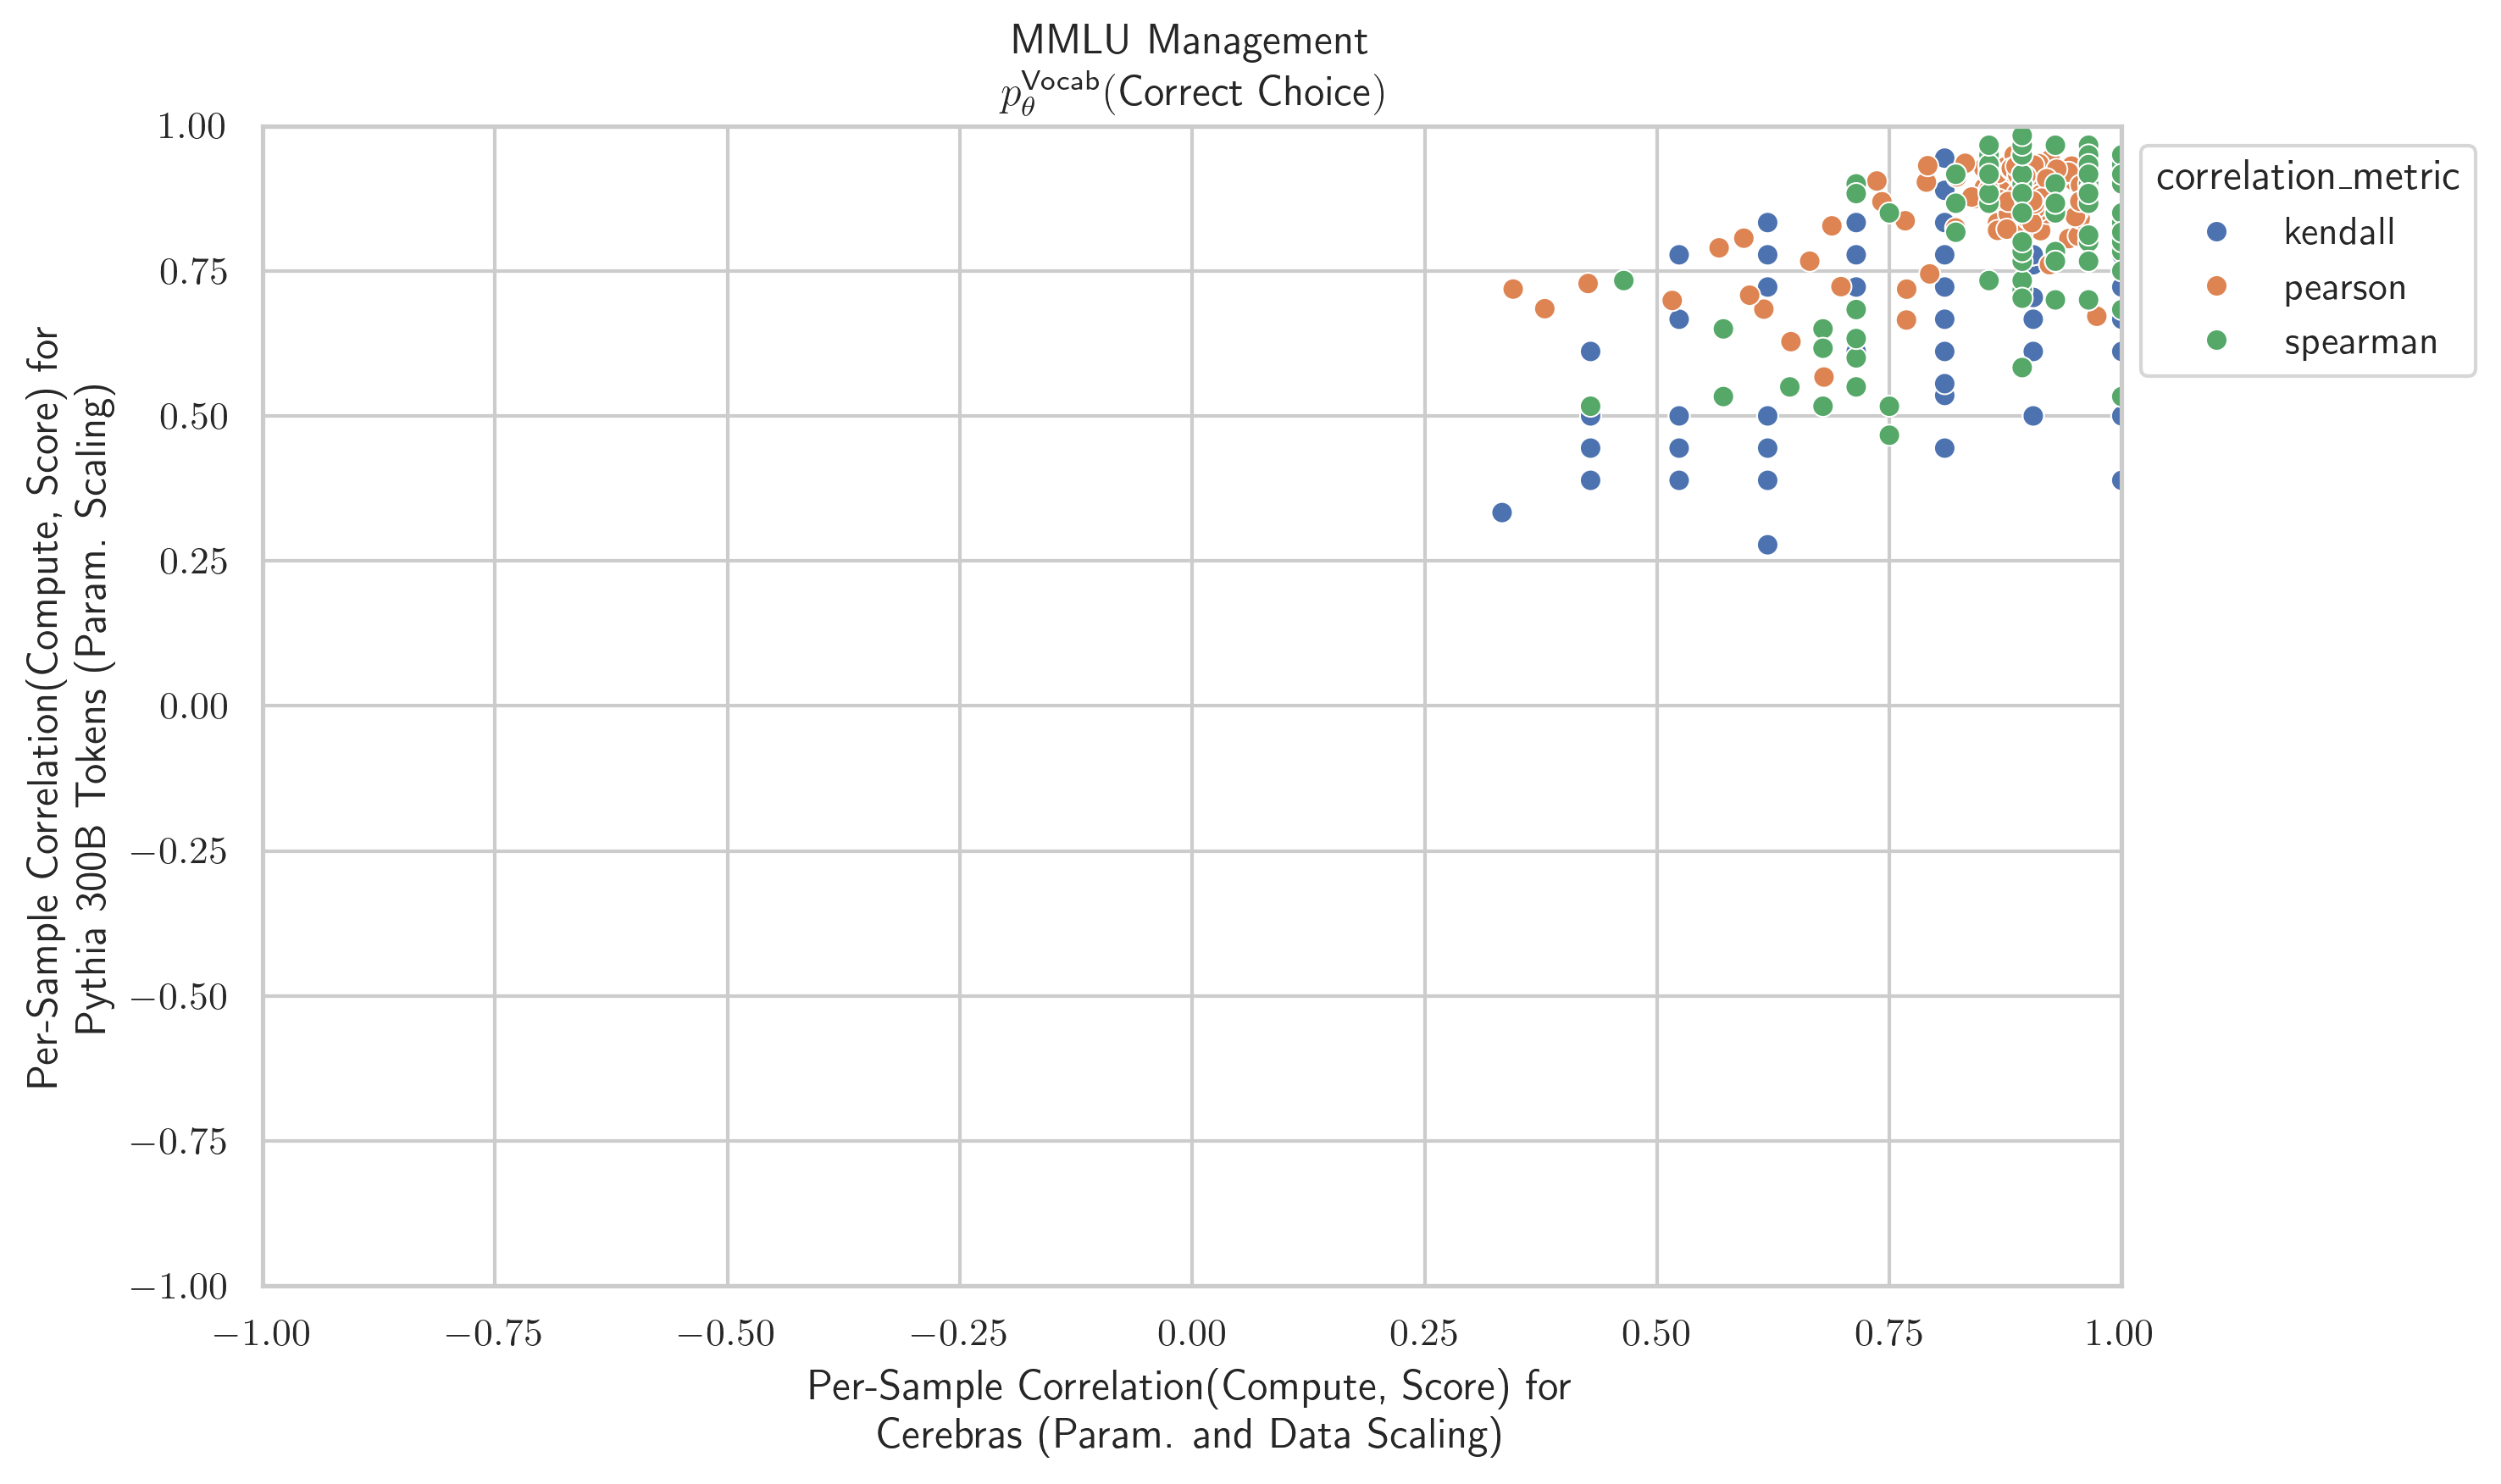 MMLU Management
p_θ^Vocab(Correct Choice)
Per-Sample Correlation(Compute, Score) for
Pythia 300B Tokens (Param. Scaling)
1.00
0.75
0.50
0.25
0.00
−0.25
−0.50
−0.75
−1.00
−1.00 −0.75 −0.50 −0.25 0.00 0.25 0.50 0.75 1.00
Per-Sample Correlation(Compute, Score) for
Cerebras (Param. and Data Scaling)
correlation_metric
kendall
pearson
spearman